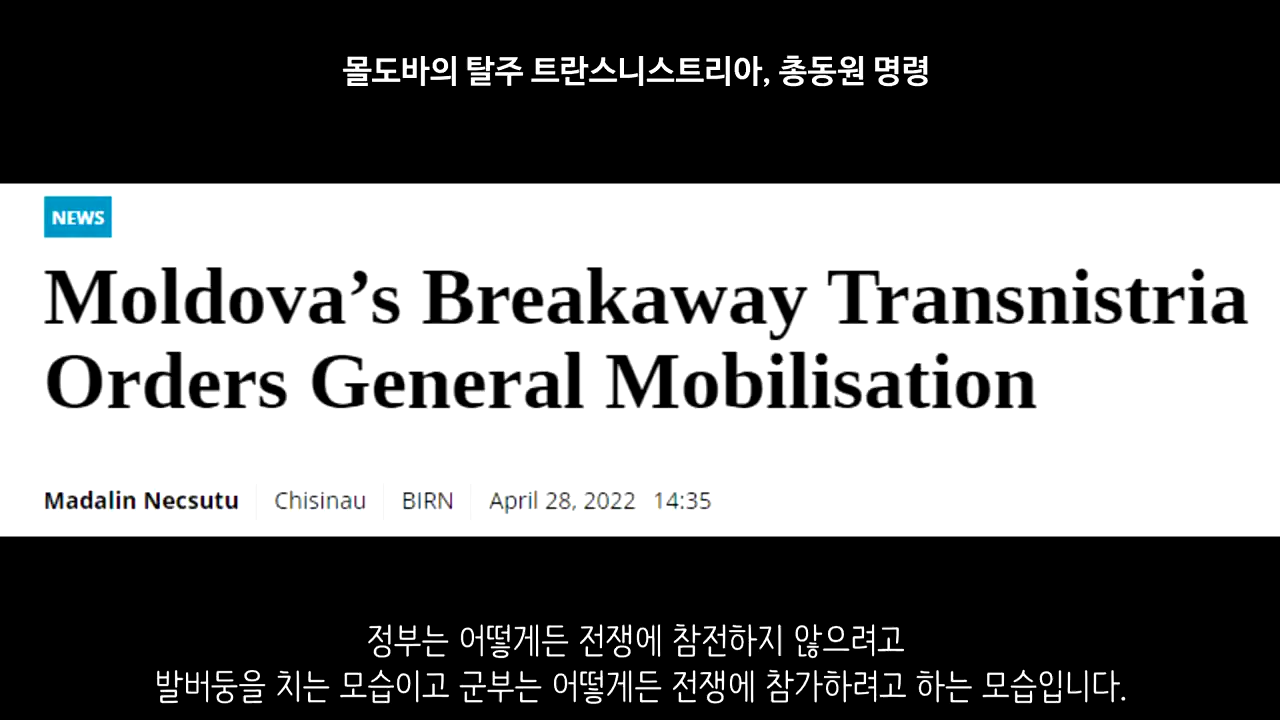 몰도바의 탈주 트란스니스트리아, 총동원 명령
NEWS
Moldova’s Breakaway Transnistria
Orders General Mobilisation
Madalin Necsutu Chisinau BIRN April 28, 2022 14:35
정부는 어떻게든 전쟁에 참전하지 않으려고
발버둥을 치는 모습이고 군부는 어떻게든 전쟁에 참가하려고 하는 모습입니다.